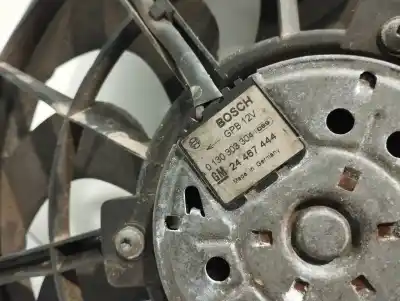 BOSCH
GPB 12V
0 130 303 304
GM 24 467 444
Made in Germany